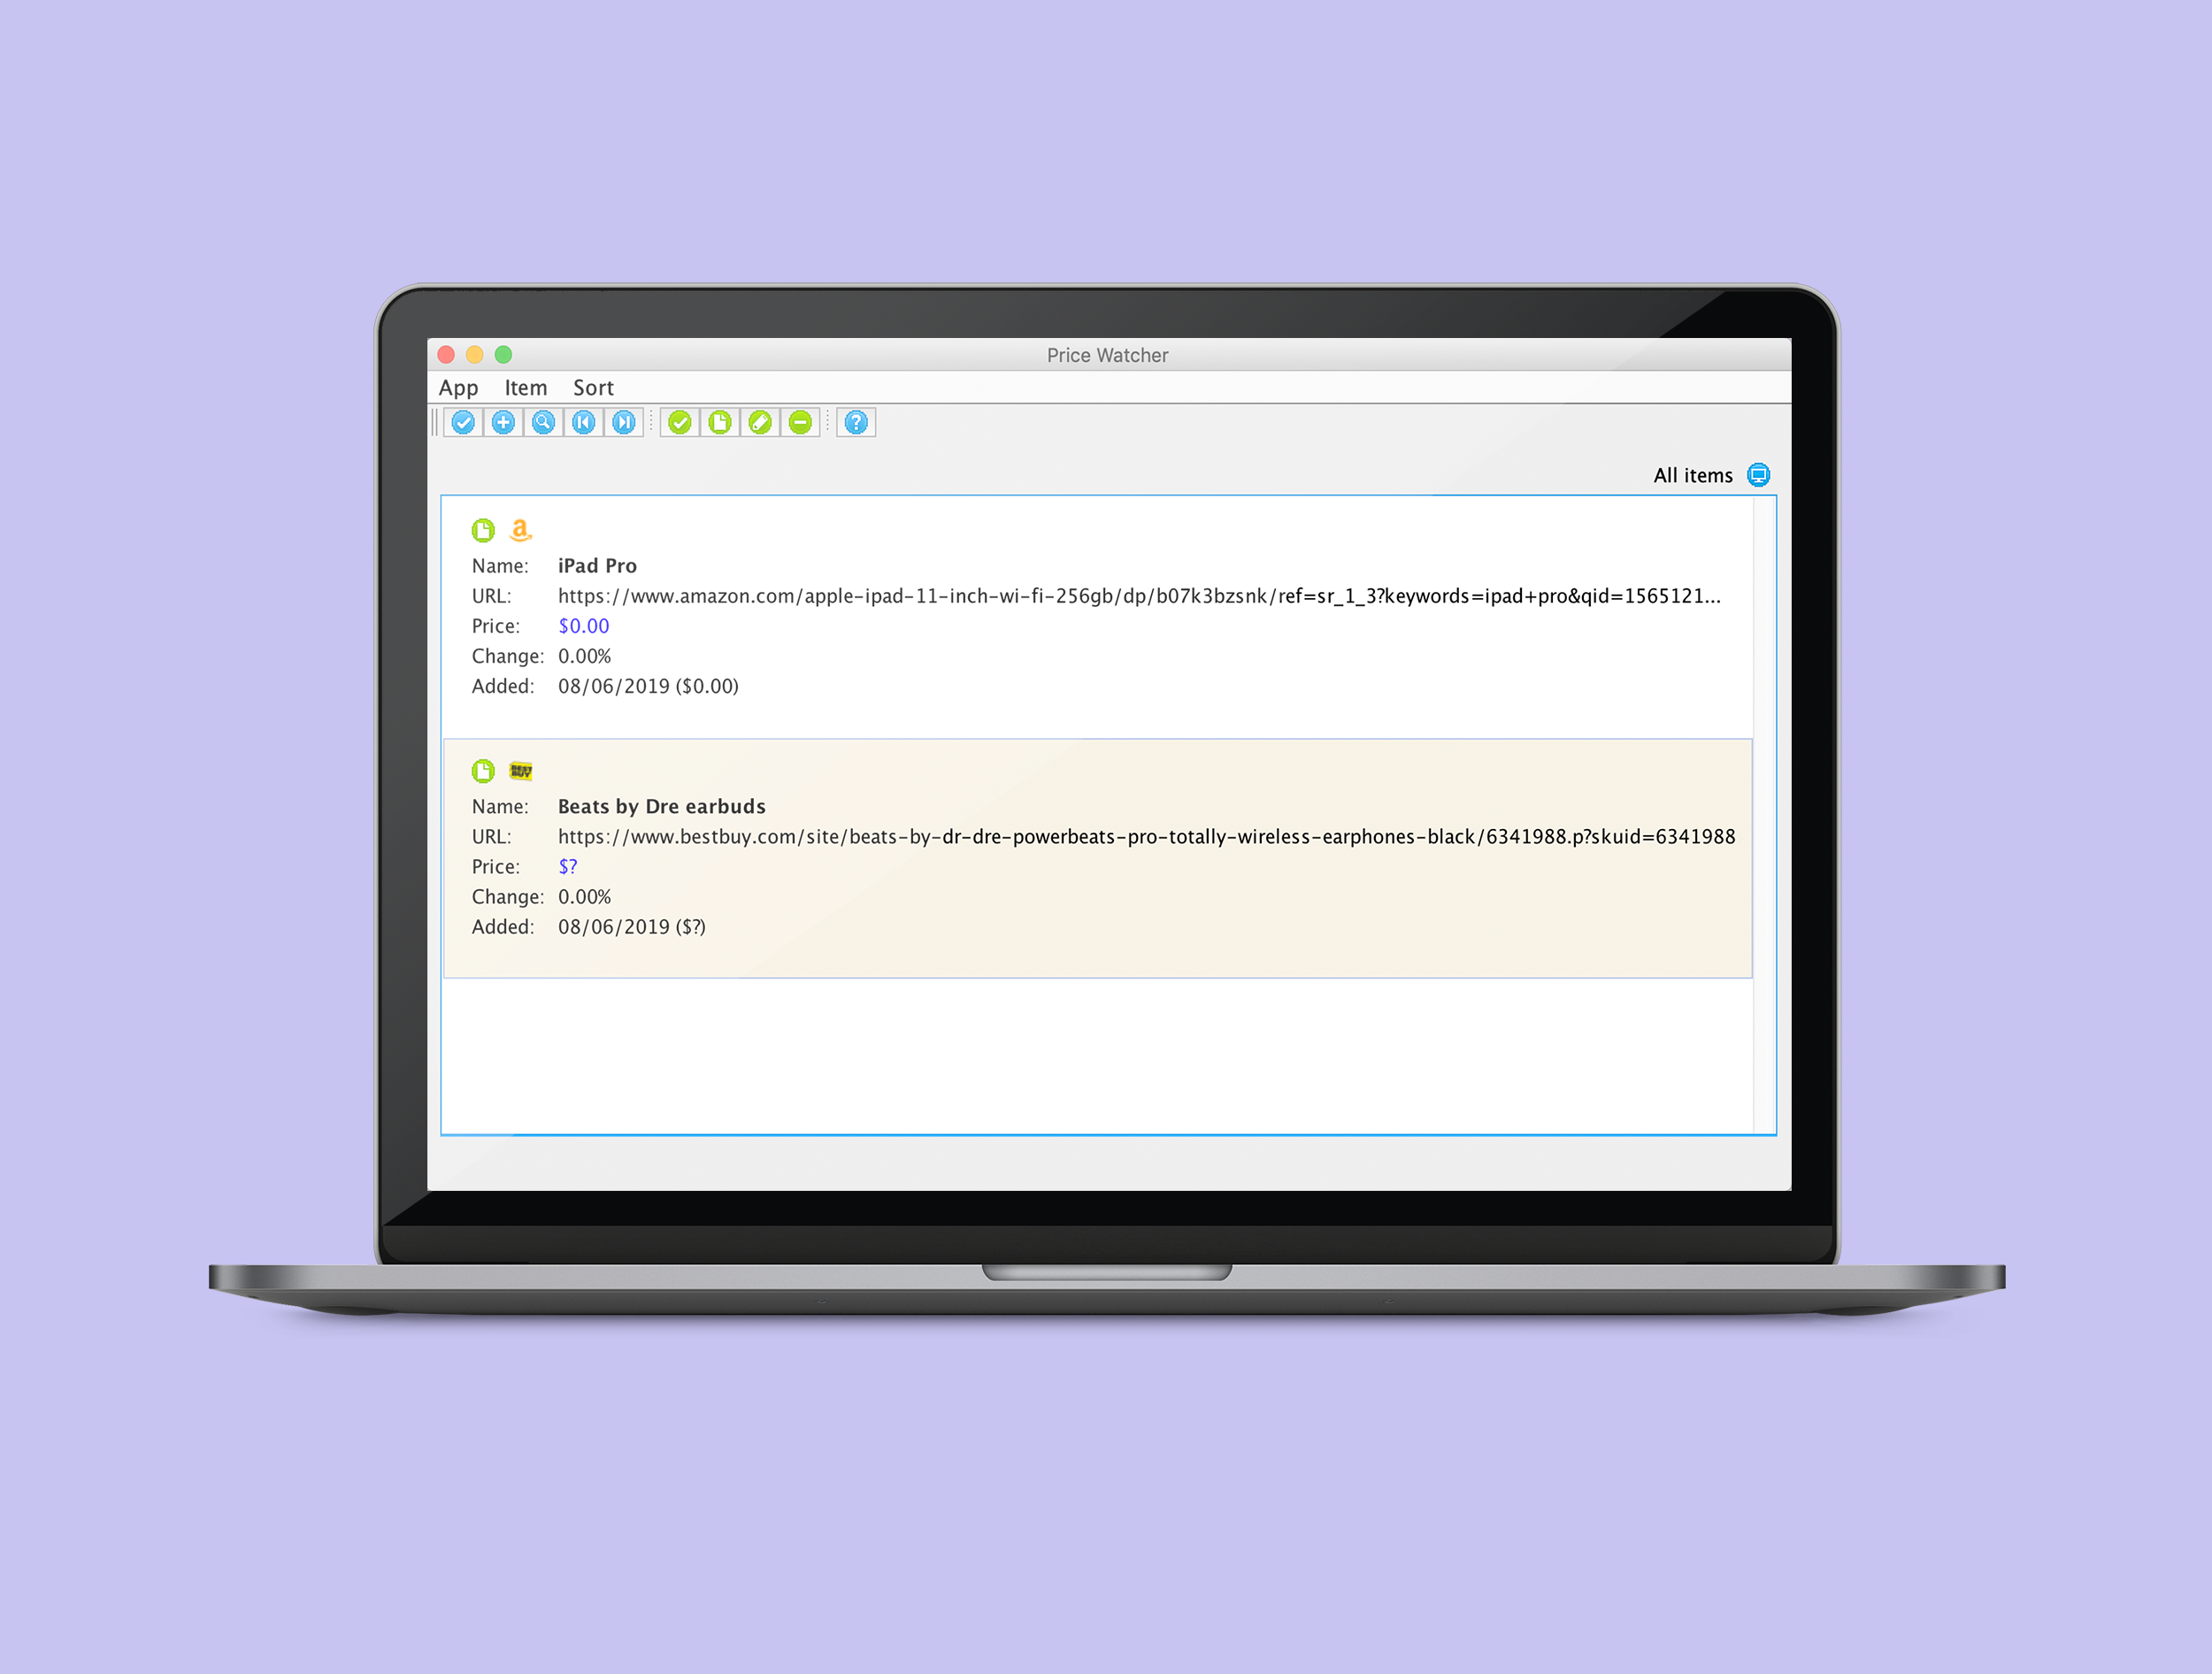 Price Watcher
App Item Sort
All items
a
Name: iPad Pro
URL: https://www.amazon.com/apple-ipad-11-inch-wi-fi-256gb/dp/b07k3bzsnk/ref=sr_1_3?keywords=ipad+pro&qid=1565121...
Price: $0.00
Change: 0.00%
Added: 08/06/2019 ($0.00)
BEST
BUY
Name: Beats by Dre earbuds
URL: https://www.bestbuy.com/site/beats-by-dr-dre-powerbeats-pro-totally-wireless-earphones-black/6341988.p?skuid=6341988
Price: $?
Change: 0.00%
Added: 08/06/2019 ($?)